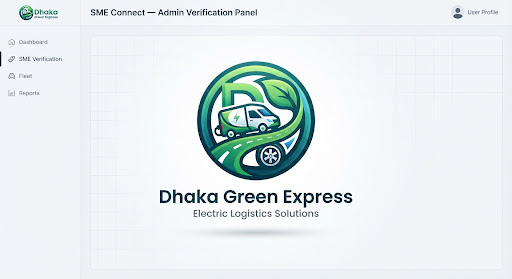 Dhaka
Green Express
SME Connect — Admin Verification Panel
User Profile
Dashboard
SME Verification
Fleet
Reports
D
Dhaka Green Express
Electric Logistics Solutions